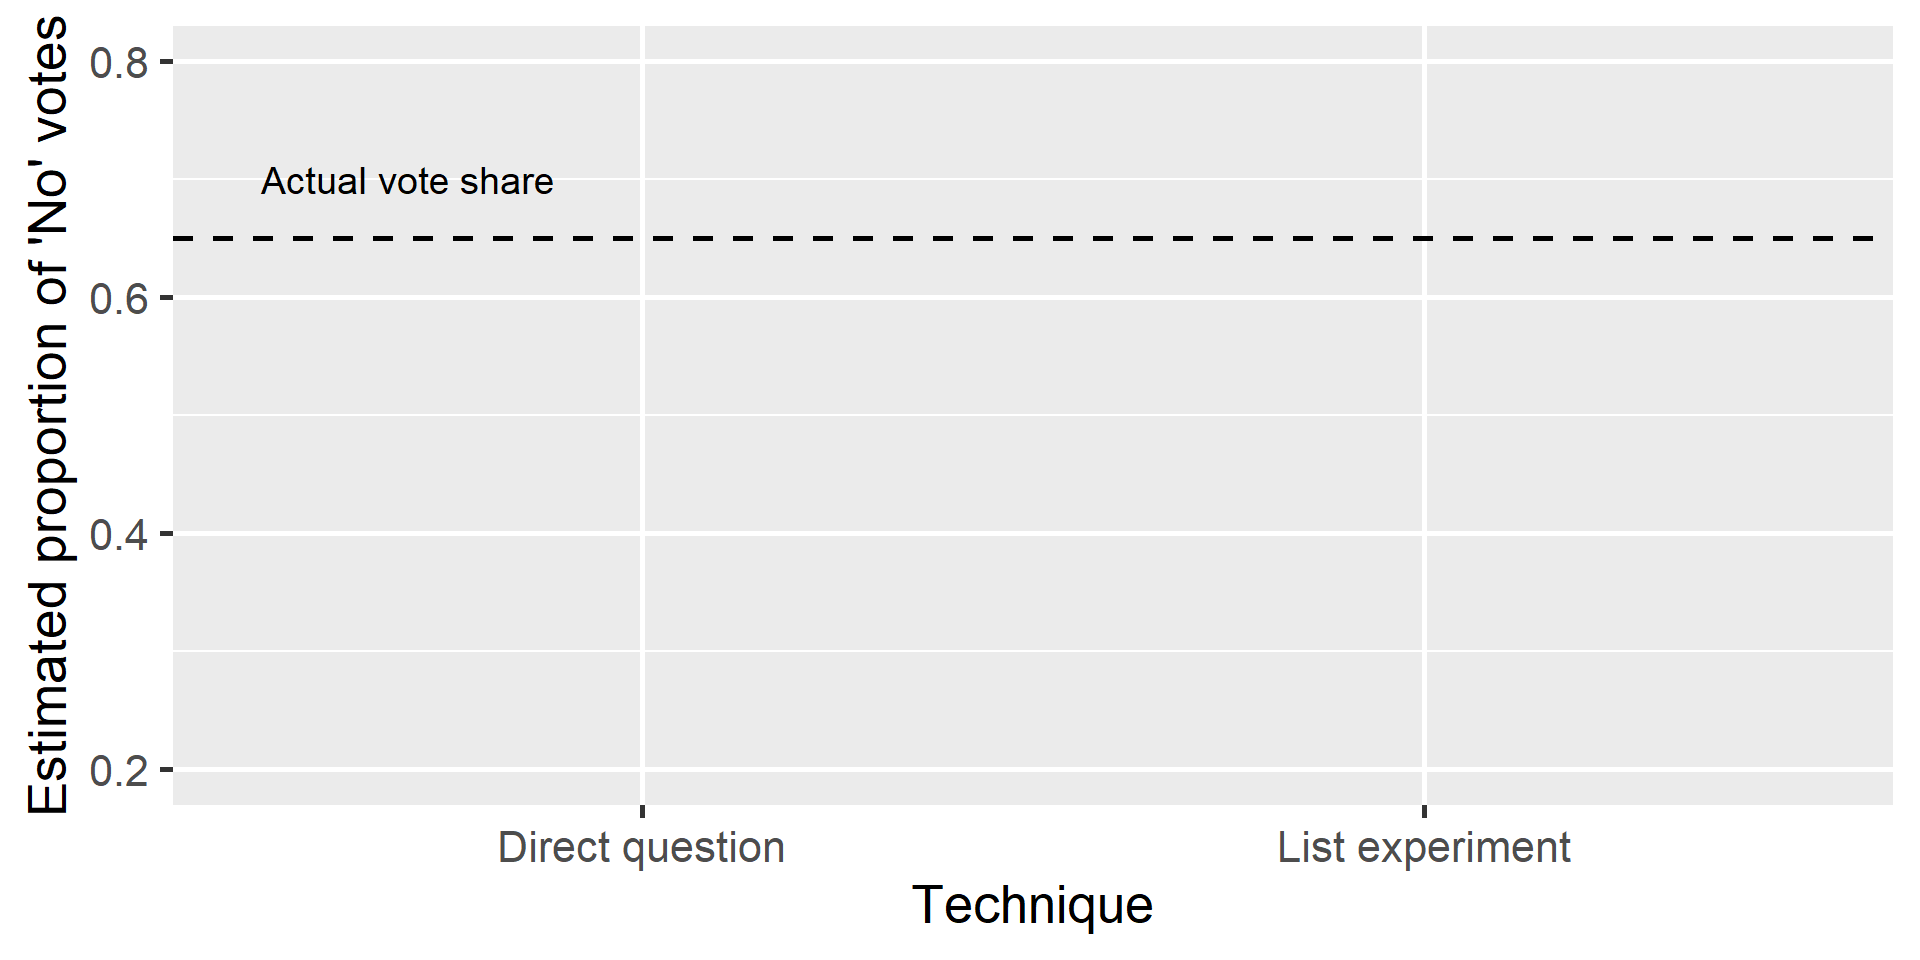 Estimated proportion of 'No' votes
0.8
0.6
0.4
0.2
Actual vote share
Direct question
List experiment
Technique